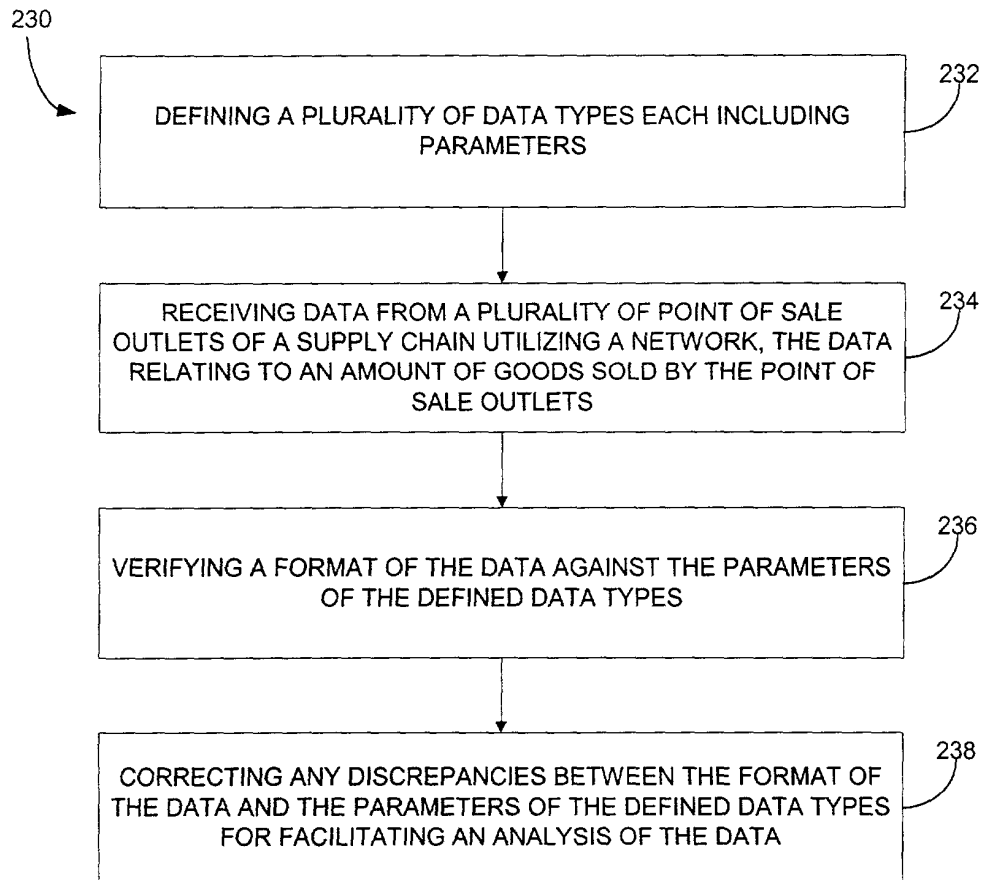 230
232
DEFINING A PLURALITY OF DATA TYPES EACH INCLUDING
PARAMETERS
234
RECEIVING DATA FROM A PLURALITY OF POINT OF SALE
OUTLETS OF A SUPPLY CHAIN UTILIZING A NETWORK, THE DATA
RELATING TO AN AMOUNT OF GOODS SOLD BY THE POINT OF
SALE OUTLETS
236
VERIFYING A FORMAT OF THE DATA AGAINST THE PARAMETERS
OF THE DEFINED DATA TYPES
238
CORRECTING ANY DISCREPANCIES BETWEEN THE FORMAT OF
THE DATA AND THE PARAMETERS OF THE DEFINED DATA TYPES
FOR FACILITATING AN ANALYSIS OF THE DATA